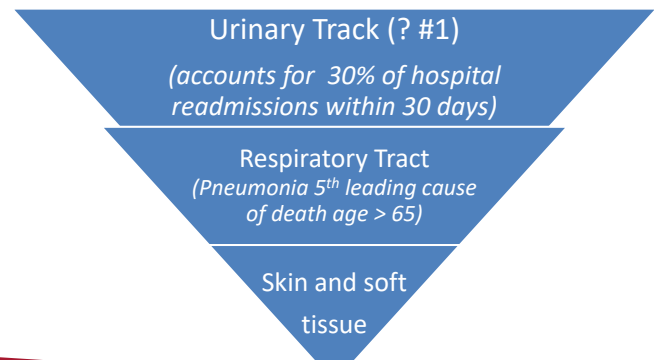 Urinary Track (? #1)
(accounts for 30% of hospital
readmissions within 30 days)
Respiratory Tract
(Pneumonia 5th leading cause
of death age > 65)
Skin and soft
tissue